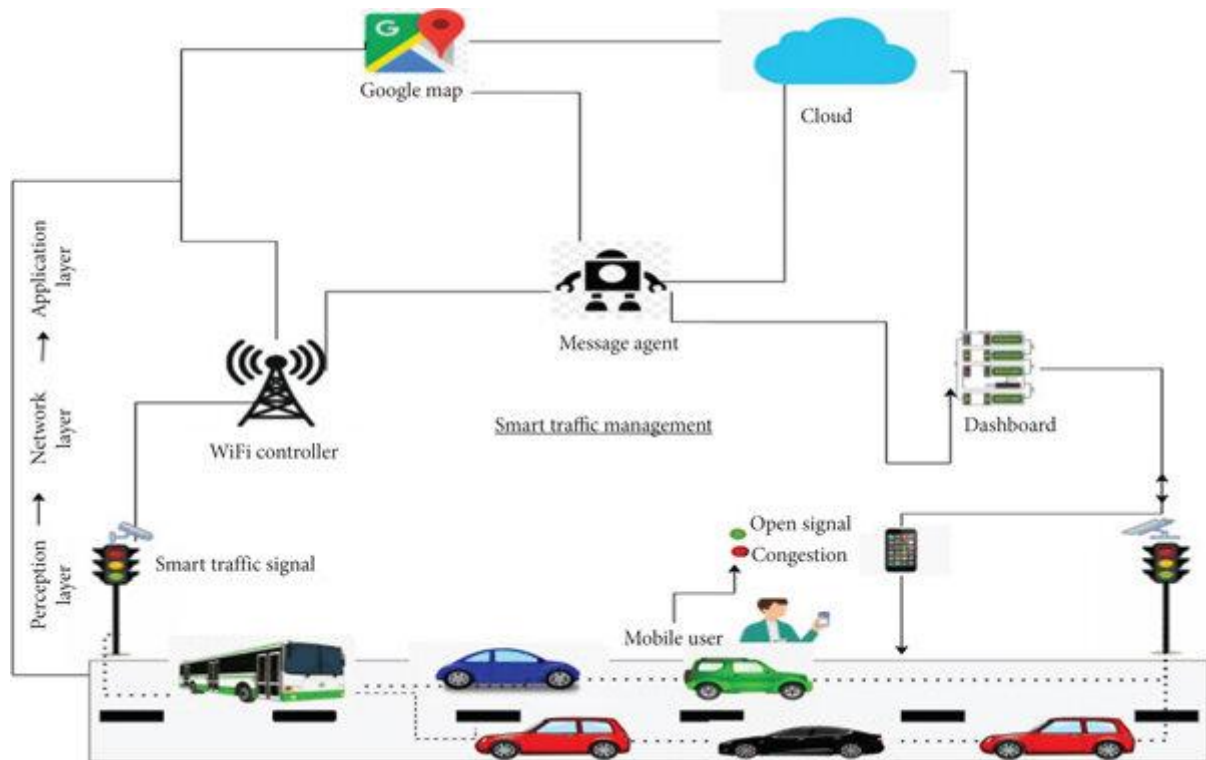 G
Google map
Cloud
Application
layer
Message agent
Network
layer
WiFi controller
Smart traffic management
Dashboard
Perception
layer
Smart traffic signal
Open signal
Congestion
Mobile user